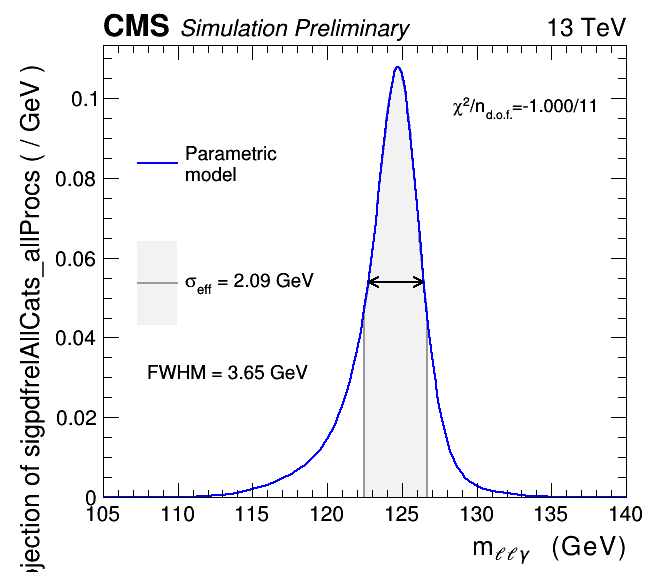 CMS Simulation Preliminary 13 TeV
ojection of sigpdfrelAllCats_allProcs ( / GeV )
0.1
0.08
0.06
0.04
0.02
0
χ²/n_d.o.f.=-1.000/11
Parametric
model
σ_eff = 2.09 GeV
FWHM = 3.65 GeV
105 110 115 120 125 130 135 140
m_ℓℓγ (GeV)